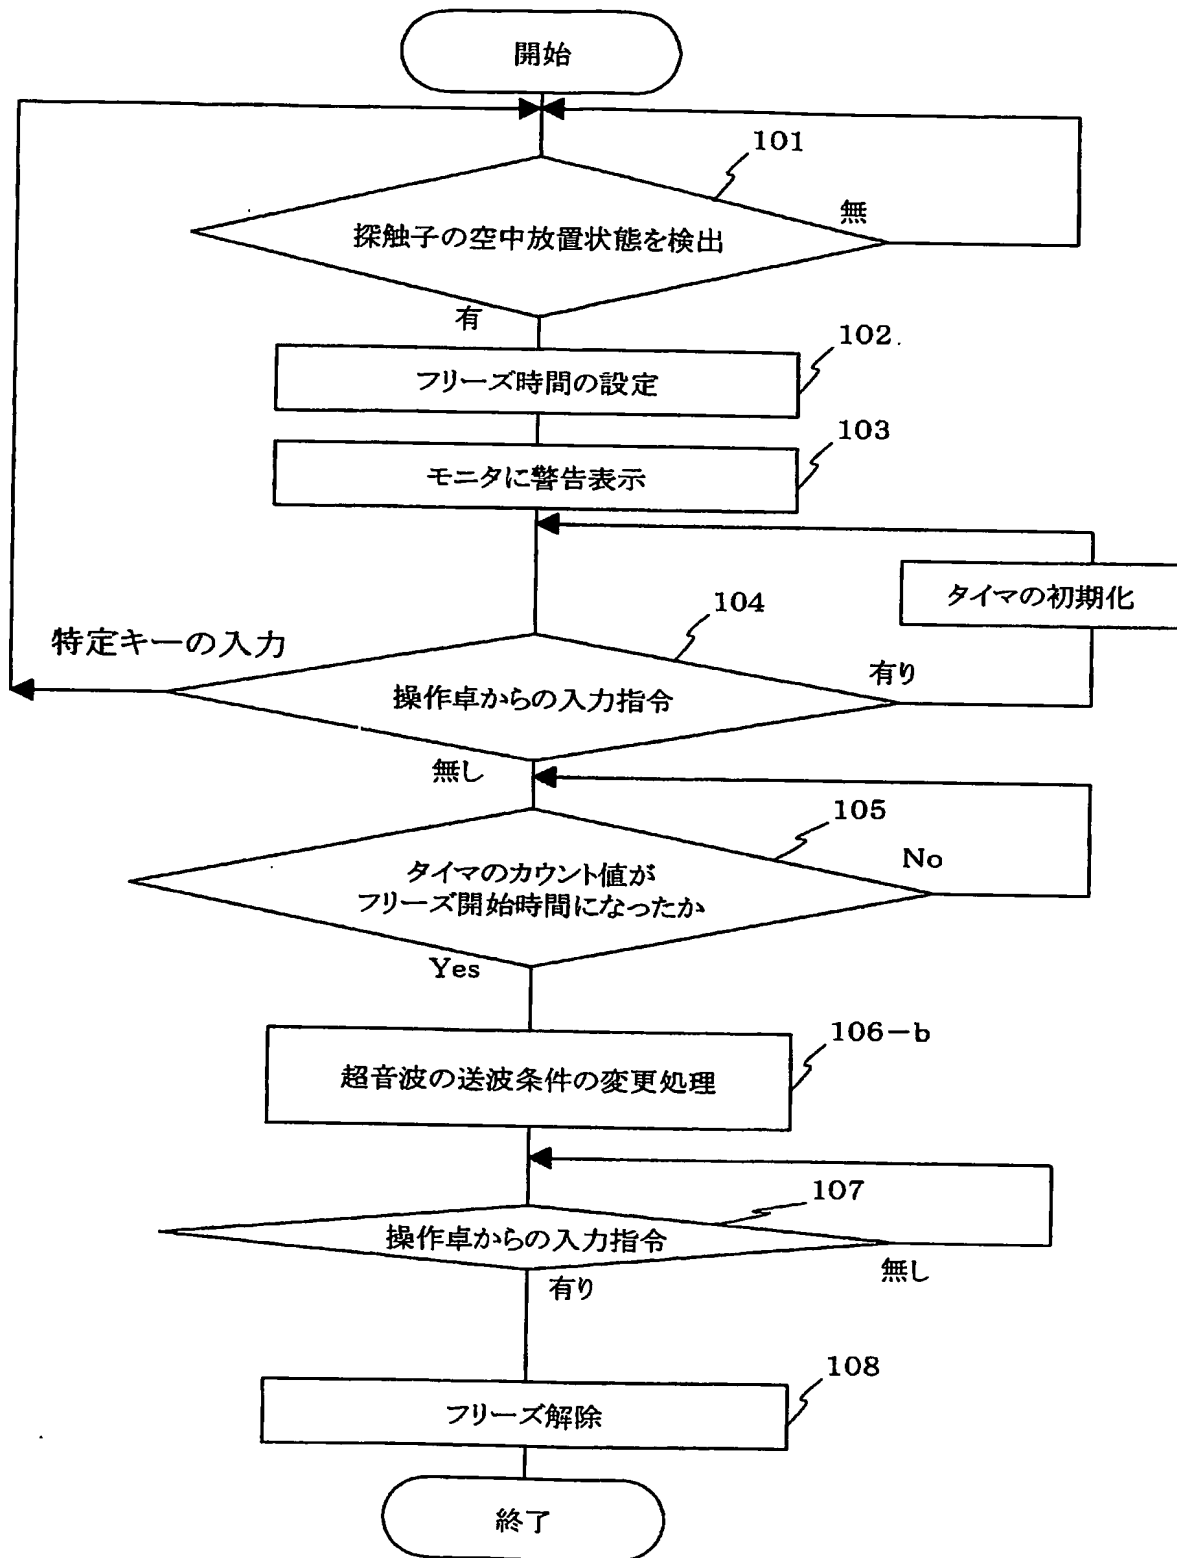 開始
101
無
探触子の空中放置状態を検出
有
102
フリーズ時間の設定
103
モニタに警告表示
タイマの初期化
104
特定キーの入力
有り
操作卓からの入力指令
無し
105
No
タイマのカウント値が
フリーズ開始時間になったか
Yes
106-b
超音波の送波条件の変更処理
107
操作卓からの入力指令
無し
有り
108
フリーズ解除
終了